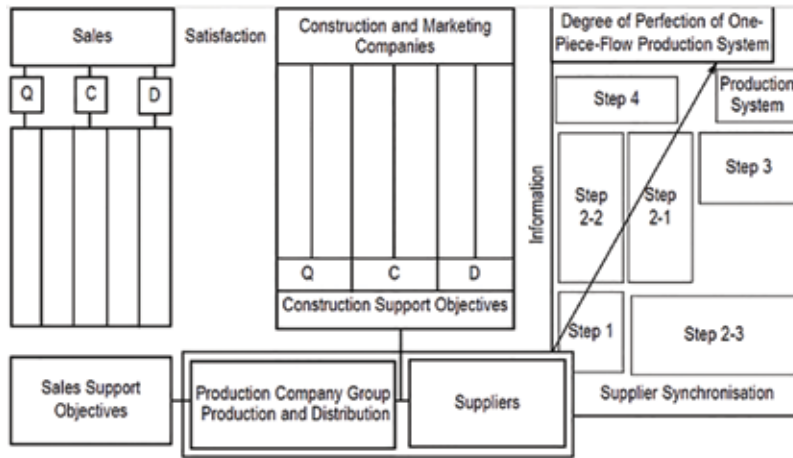 Sales
Satisfaction
Q
C
D
Construction and Marketing
Companies
Q
C
D
Construction Support Objectives
Degree of Perfection of One-
Piece-Flow Production System
Step 4
Production
System
Information
Step
2-2
Step
2-1
Step 3
Step 1
Step 2-3
Supplier Synchronisation
Sales Support
Objectives
Production Company Group
Production and Distribution
Suppliers